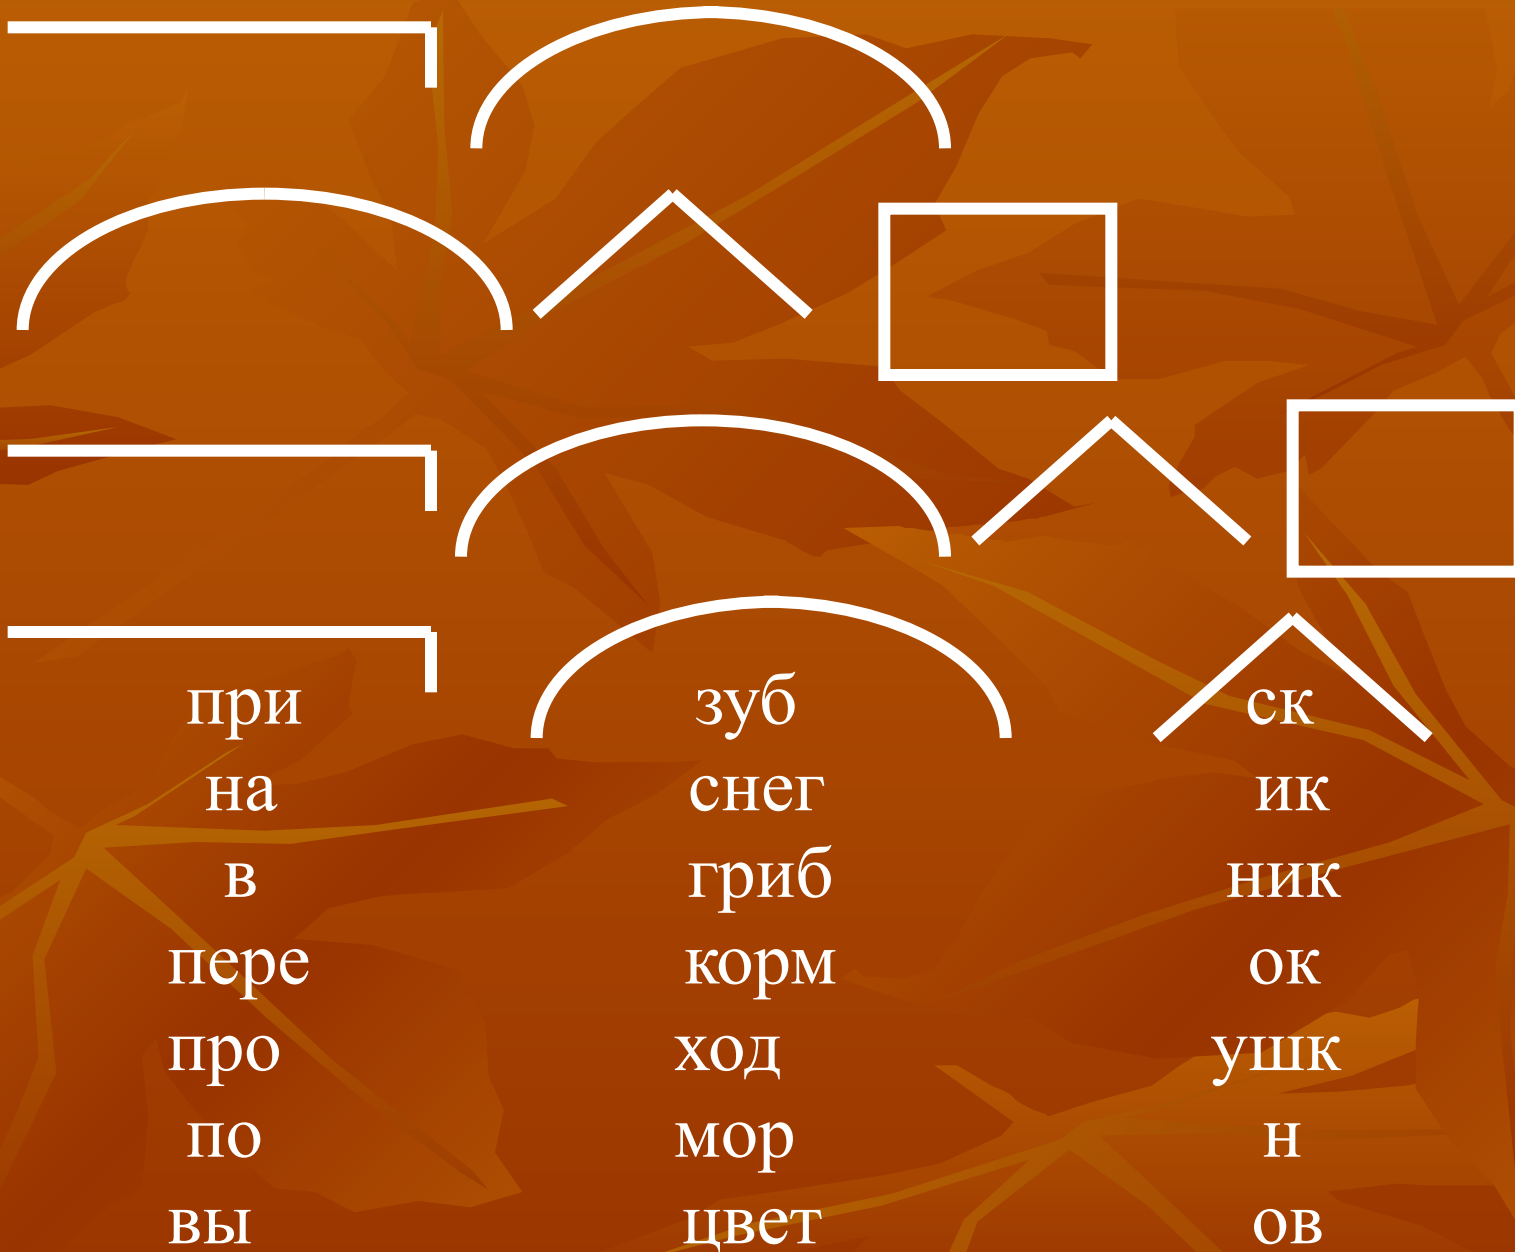 при зуб ск
на снег ик
в гриб ник
пере корм ок
про ход ушк
по мор н
вы цвет ов